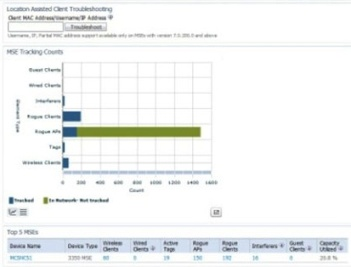 Location Assisted Client Troubleshooting
Client MAC Address/Username/IP Address
Troubleshoot
Username, IP, Partial MAC address support available only on MSEs with version 7.0.200.0 and above
MSE Tracking Counts
Guest Clients
Wired Clients
Interferers
Rogue Clients
Rogue APs
Tags
Wireless Clients
Element Type
0 200 400 600 800 1000 1200 1400 1600
Count
Tracked In Network- Not tracked
Top 5 MSEs
Device Name Device Type Wireless Clients Wired Clients Active Tags Rogue APs Rogue Clients Interferers Guest Clients Capacity Utilized
3350 MSE 60 0 19 150 192 16 0 20.8 %